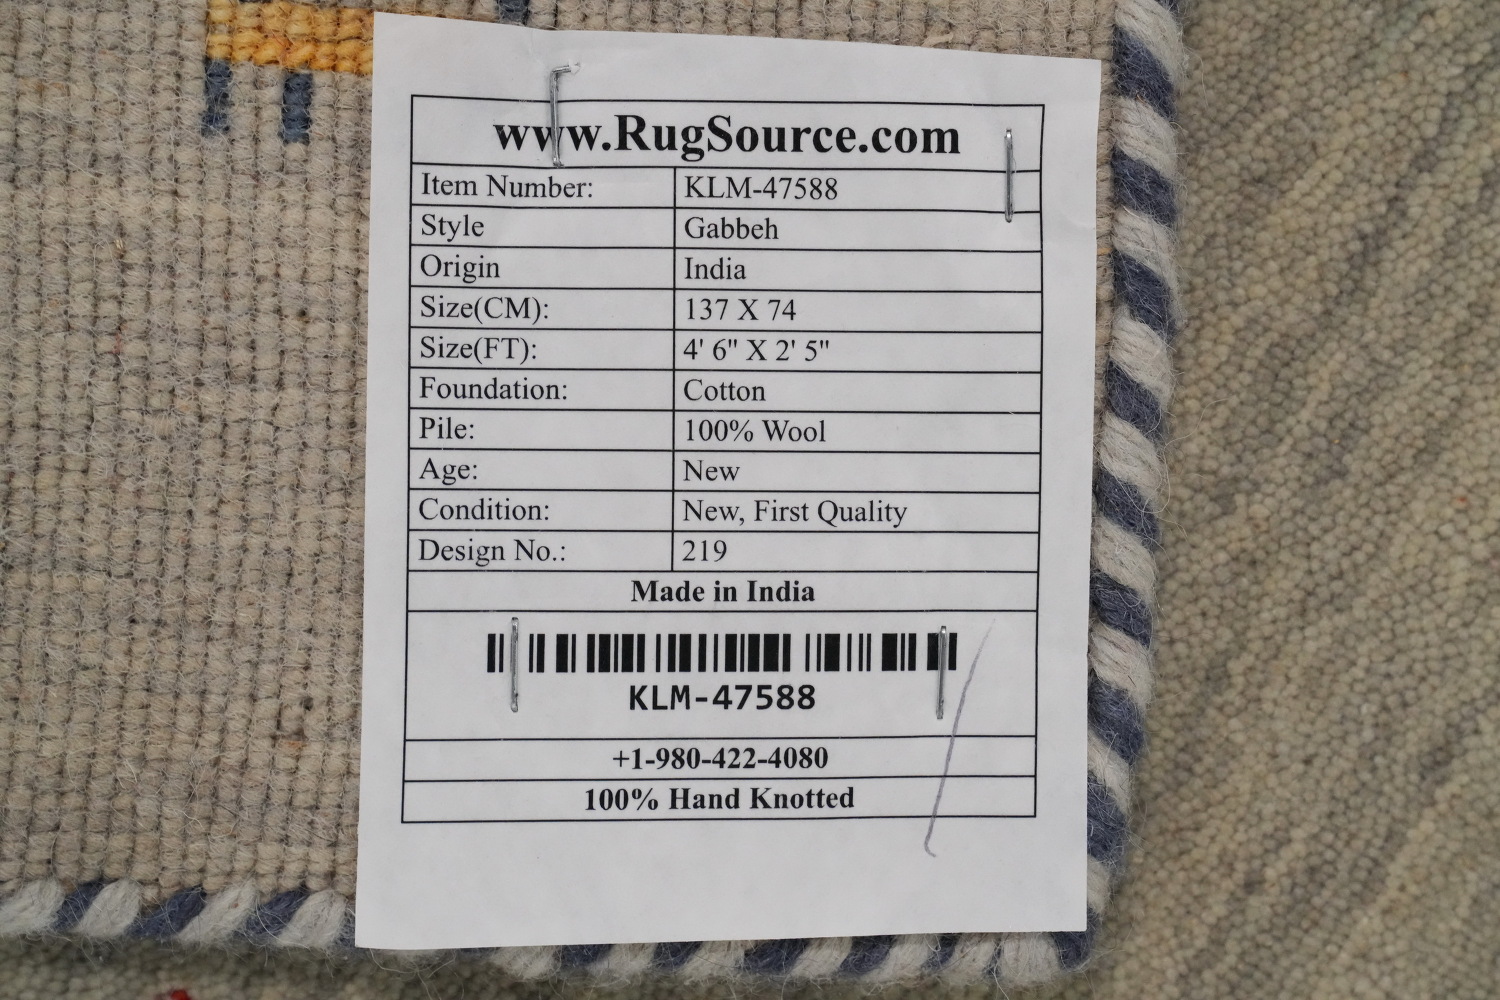 www.RugSource.com
Item Number: KLM-47588
Style Gabbeh
Origin India
Size(CM): 137 X 74
Size(FT): 4' 6" X 2' 5"
Foundation: Cotton
Pile: 100% Wool
Age: New
Condition: New, First Quality
Design No.: 219
Made in India
KLM-47588
+1-980-422-4080
100% Hand Knotted